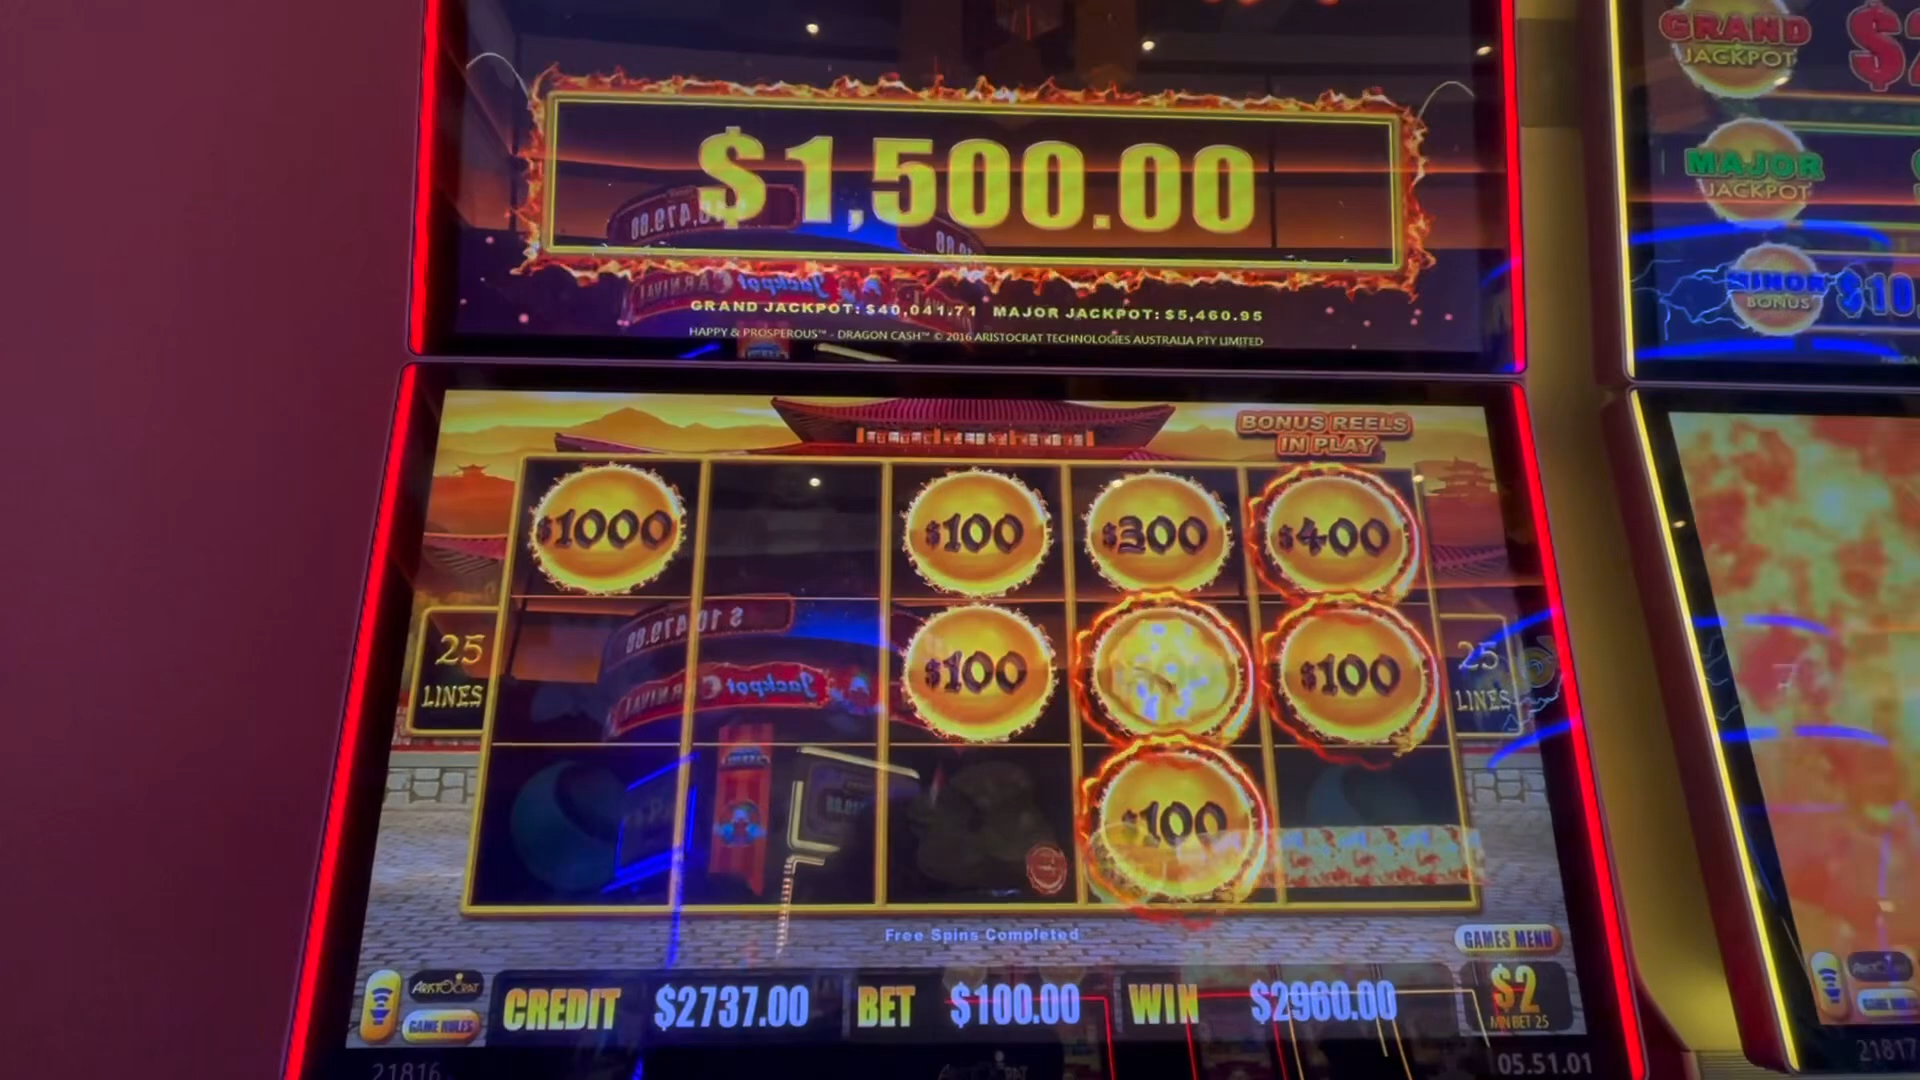 $1,500.00
GRAND JACKPOT: $40,041.71 MAJOR JACKPOT: $5,460.95
HAPPY & PROSPEROUS™ - DRAGON CASH™ © 2016 ARISTOCRAT TECHNOLOGIES AUSTRALIA PTY LIMITED
GRAND
JACKPOT
MAJOR
JACKPOT
MINOR
BONUS
BONUS REELS
IN PLAY
$1000 $100 $300 $400
$100 $100
$100
25
LINES
25
LINES
Free Spins Completed
GAMES MENU
ARISTOCRAT
GAME RULES
CREDIT $2737.00 BET $100.00 WIN $2960.00
$2
MIN BET 25
21816
05.51.01
21817